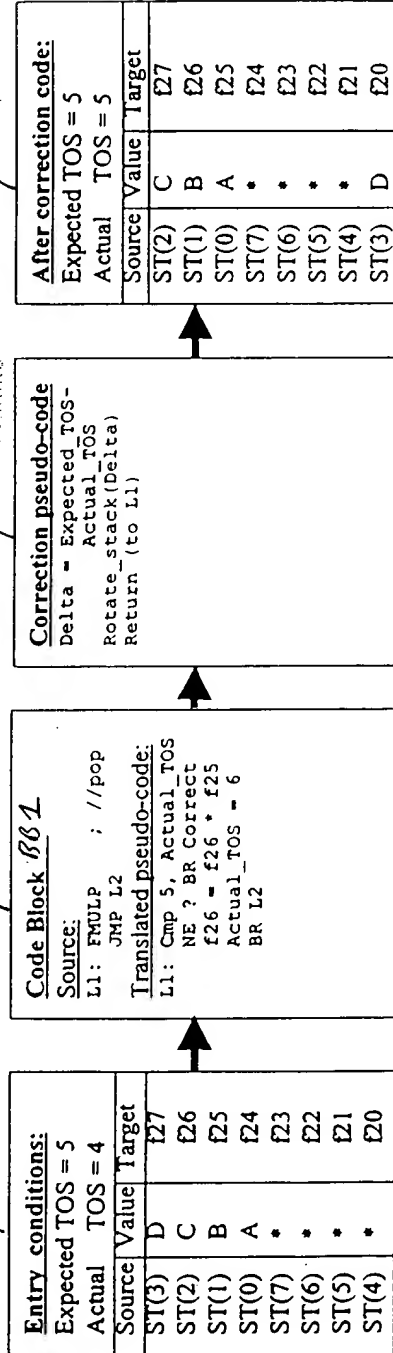 Entry conditions:
Expected TOS = 5
Actual TOS = 4
Source Value Target
ST(3) D f27
ST(2) C f26
ST(1) B f25
ST(0) A f24
ST(7) * f23
ST(6) * f22
ST(5) * f21
ST(4) * f20
Code Block BB1
Source:
L1: FMULP ; //pop
JMP L2
Translated pseudo-code:
L1: Cmp 5, Actual_TOS
NE ? BR Correct
f26 = f26 * f25
Actual_TOS = 6
BR L2
Correction pseudo-code
Delta = Expected_TOS-
Actual_TOS
Rotate_stack(Delta)
Return (to L1)
After correction code:
Expected TOS = 5
Actual TOS = 5
Source Value Target
ST(2) C f27
ST(1) B f26
ST(0) A f25
ST(7) * f24
ST(6) * f23
ST(5) * f22
ST(4) * f21
ST(3) D f20